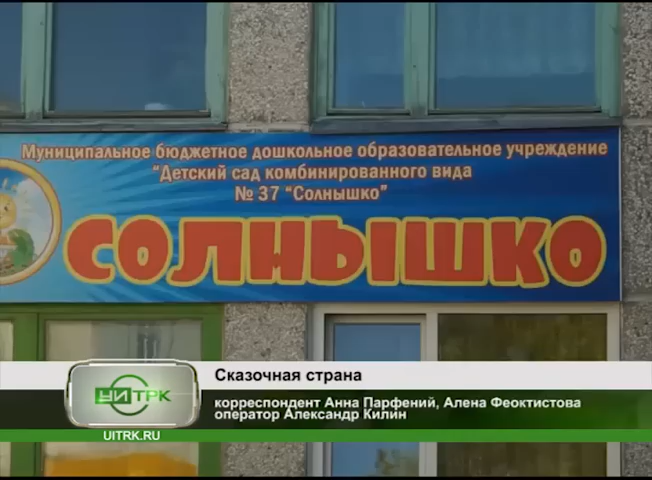 Муниципальное бюджетное дошкольное образовательное учреждение
"Детский сад комбинированного вида
№ 37 "Солнышко"
СОЛНЫШКО
Сказочная страна
УИТРК
корреспондент Анна Парфений, Алена Феоктистова
оператор Александр Килин
UITRK.RU